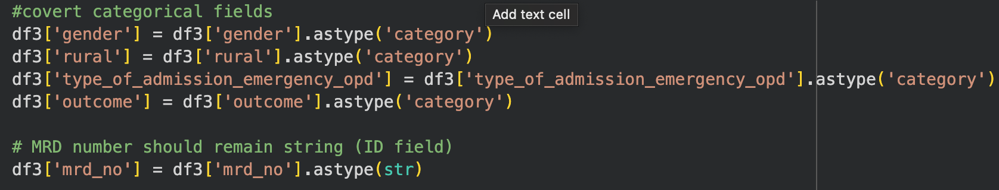 #covert categorical fields
Add text cell
df3['gender'] = df3['gender'].astype('category')
df3['rural'] = df3['rural'].astype('category')
df3['type_of_admission_emergency_opd'] = df3['type_of_admission_emergency_opd'].astype('category')
df3['outcome'] = df3['outcome'].astype('category')
# MRD number should remain string (ID field)
df3['mrd_no'] = df3['mrd_no'].astype(str)